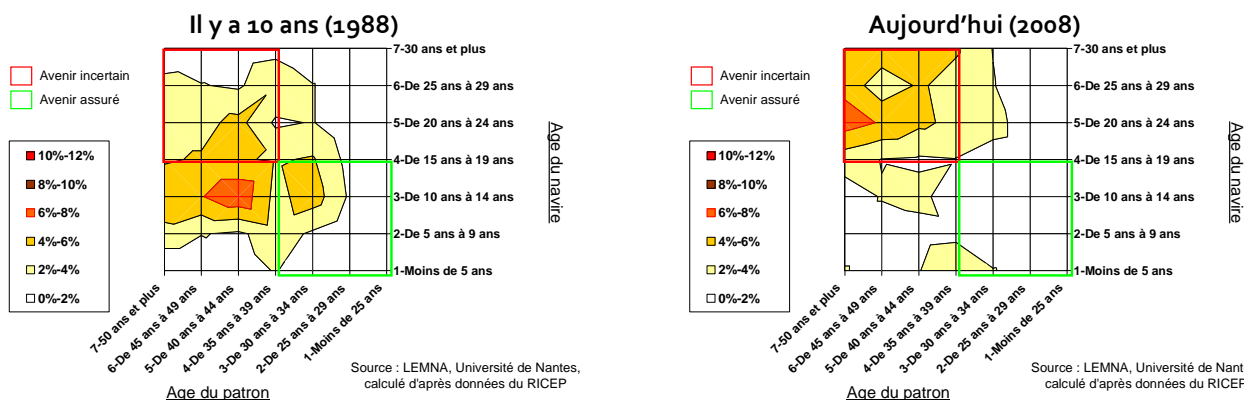 Il y a 10 ans (1988)
Avenir incertain
Avenir assuré
10%-12%
8%-10%
6%-8%
4%-6%
2%-4%
0%-2%
7-30 ans et plus
6-De 25 ans à 29 ans
5-De 20 ans à 24 ans
4-De 15 ans à 19 ans
3-De 10 ans à 14 ans
2-De 5 ans à 9 ans
1-Moins de 5 ans
Age du navire
7-50 ans et plus
6-De 45 ans à 49 ans
5-De 40 ans à 44 ans
4-De 35 ans à 39 ans
3-De 30 ans à 34 ans
2-De 25 ans à 29 ans
1-Moins de 25 ans
Age du patron
Source : LEMNA, Université de Nantes,
calculé d'après données du RICEP
Aujourd'hui (2008)
Avenir incertain
Avenir assuré
10%-12%
8%-10%
6%-8%
4%-6%
2%-4%
0%-2%
7-30 ans et plus
6-De 25 ans à 29 ans
5-De 20 ans à 24 ans
4-De 15 ans à 19 ans
3-De 10 ans à 14 ans
2-De 5 ans à 9 ans
1-Moins de 5 ans
Age du navire
7-50 ans et plus
6-De 45 ans à 49 ans
5-De 40 ans à 44 ans
4-De 35 ans à 39 ans
3-De 30 ans à 34 ans
2-De 25 ans à 29 ans
1-Moins de 25 ans
Age du patron
Source : LEMNA, Université de Nant
calculé d'après données du RICEP